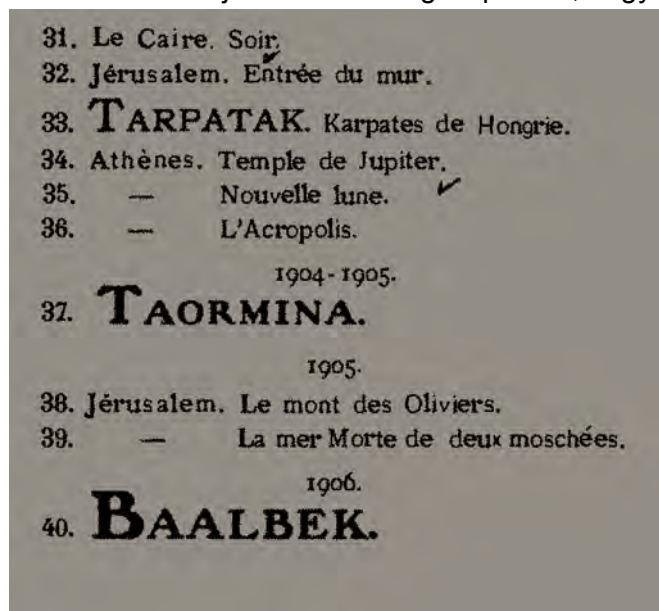 31. Le Caire. Soir.
32. Jérusalem. Entrée du mur.
33. TARPATAK. Karpates de Hongrie.
34. Athènes. Temple de Jupiter.
35. — Nouvelle lune.
36. — L'Acropolis.
1904-1905.
37. TAORMINA.
1905.
38. Jérusalem. Le mont des Oliviers.
39. — La mer Morte de deux moschées.
1906.
40. BAALBEK.